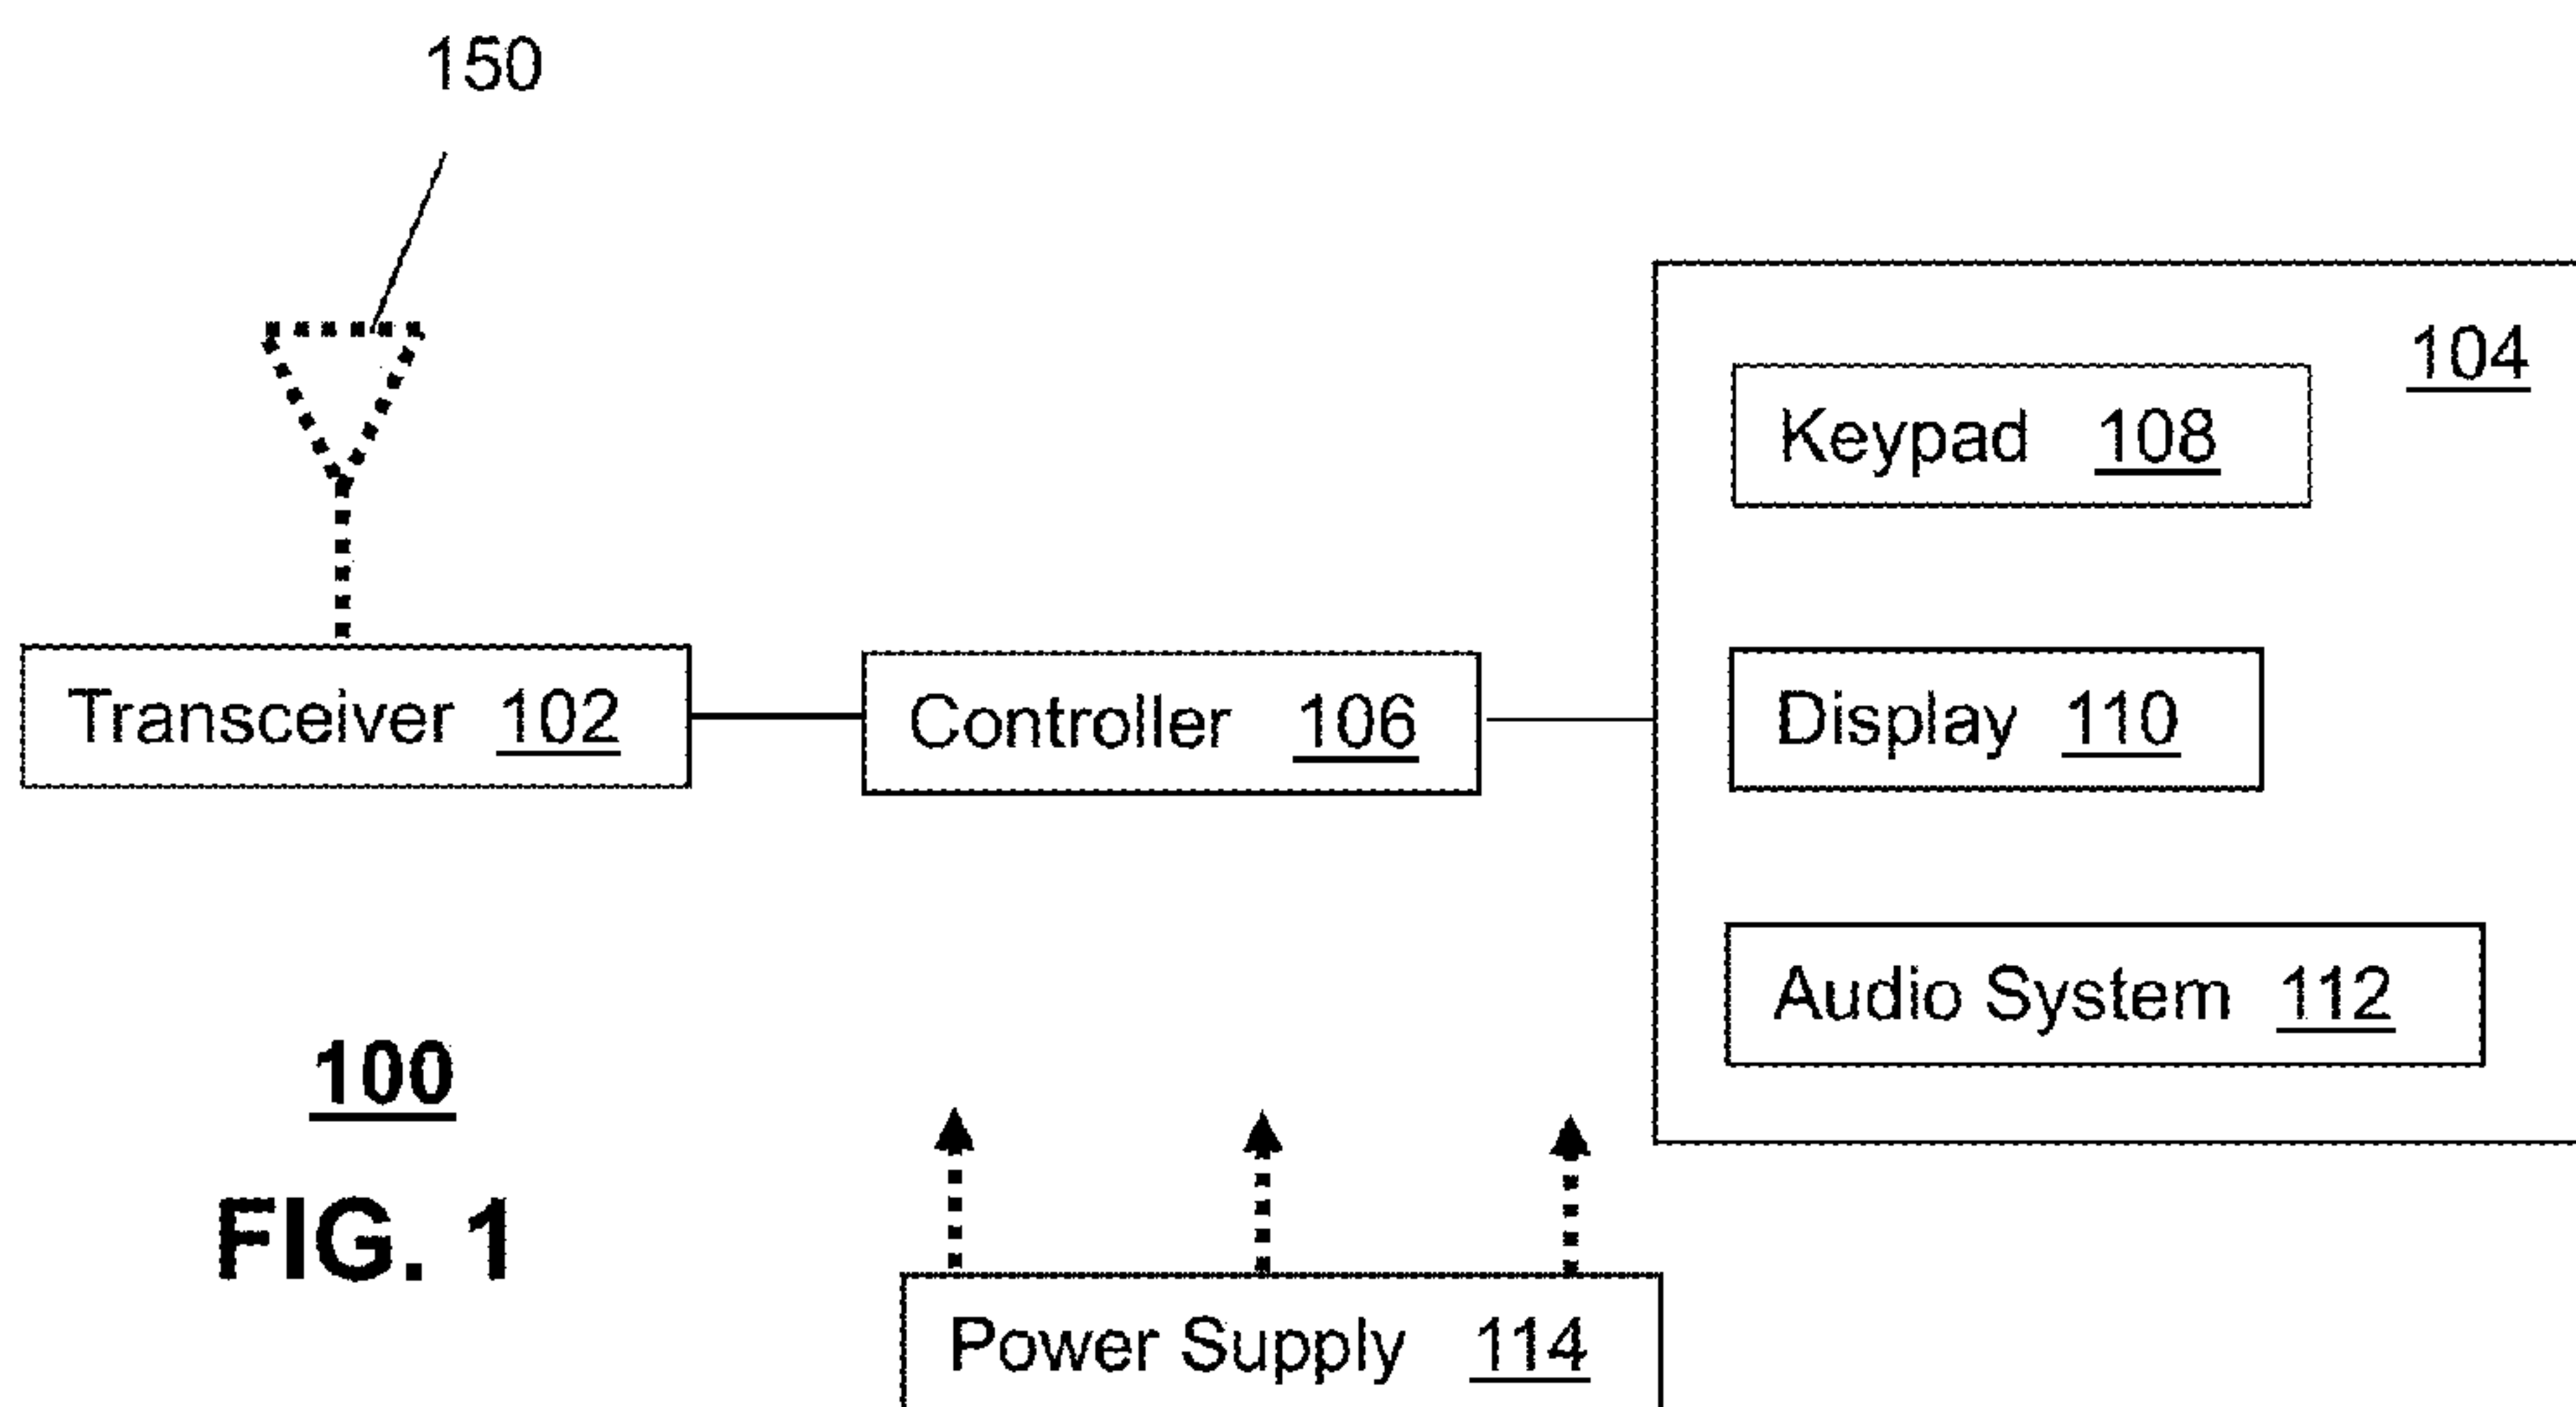 150
104
Keypad 108
Transceiver 102
Controller 106
Display 110
Audio System 112
100
FIG. 1
Power Supply 114